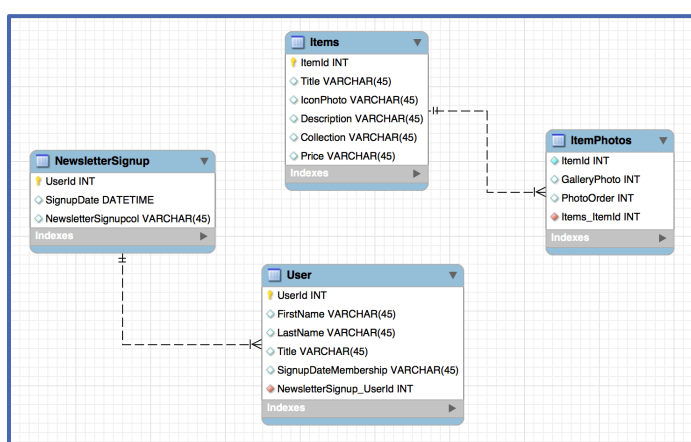 Items
ItemId INT
Title VARCHAR(45)
IconPhoto VARCHAR(45)
Description VARCHAR(45)
Collection VARCHAR(45)
Price VARCHAR(45)
Indexes
ItemPhotos
ItemId INT
GalleryPhoto INT
PhotoOrder INT
Items_ItemId INT
Indexes
NewsletterSignup
UserId INT
SignupDate DATETIME
NewsletterSignupcol VARCHAR(45)
Indexes
User
UserId INT
FirstName VARCHAR(45)
LastName VARCHAR(45)
Title VARCHAR(45)
SignupDateMembership VARCHAR(45)
NewsletterSignup_UserId INT
Indexes